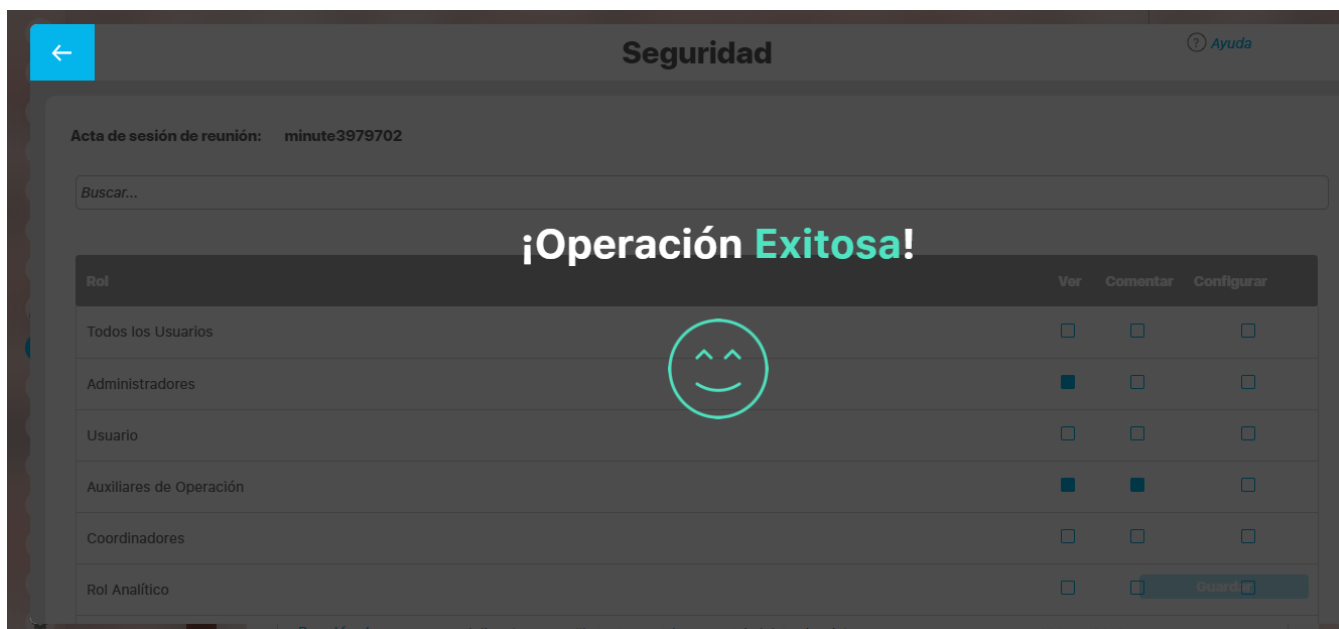 Seguridad
Ayuda
Acta de sesión de reunión: minute3979702
Buscar...
¡Operación Exitosa!
Rol Ver Comentar Configurar
Todos los Usuarios
Administradores
Usuario
Auxiliares de Operación
Coordinadores
Rol Analítico
Guardar